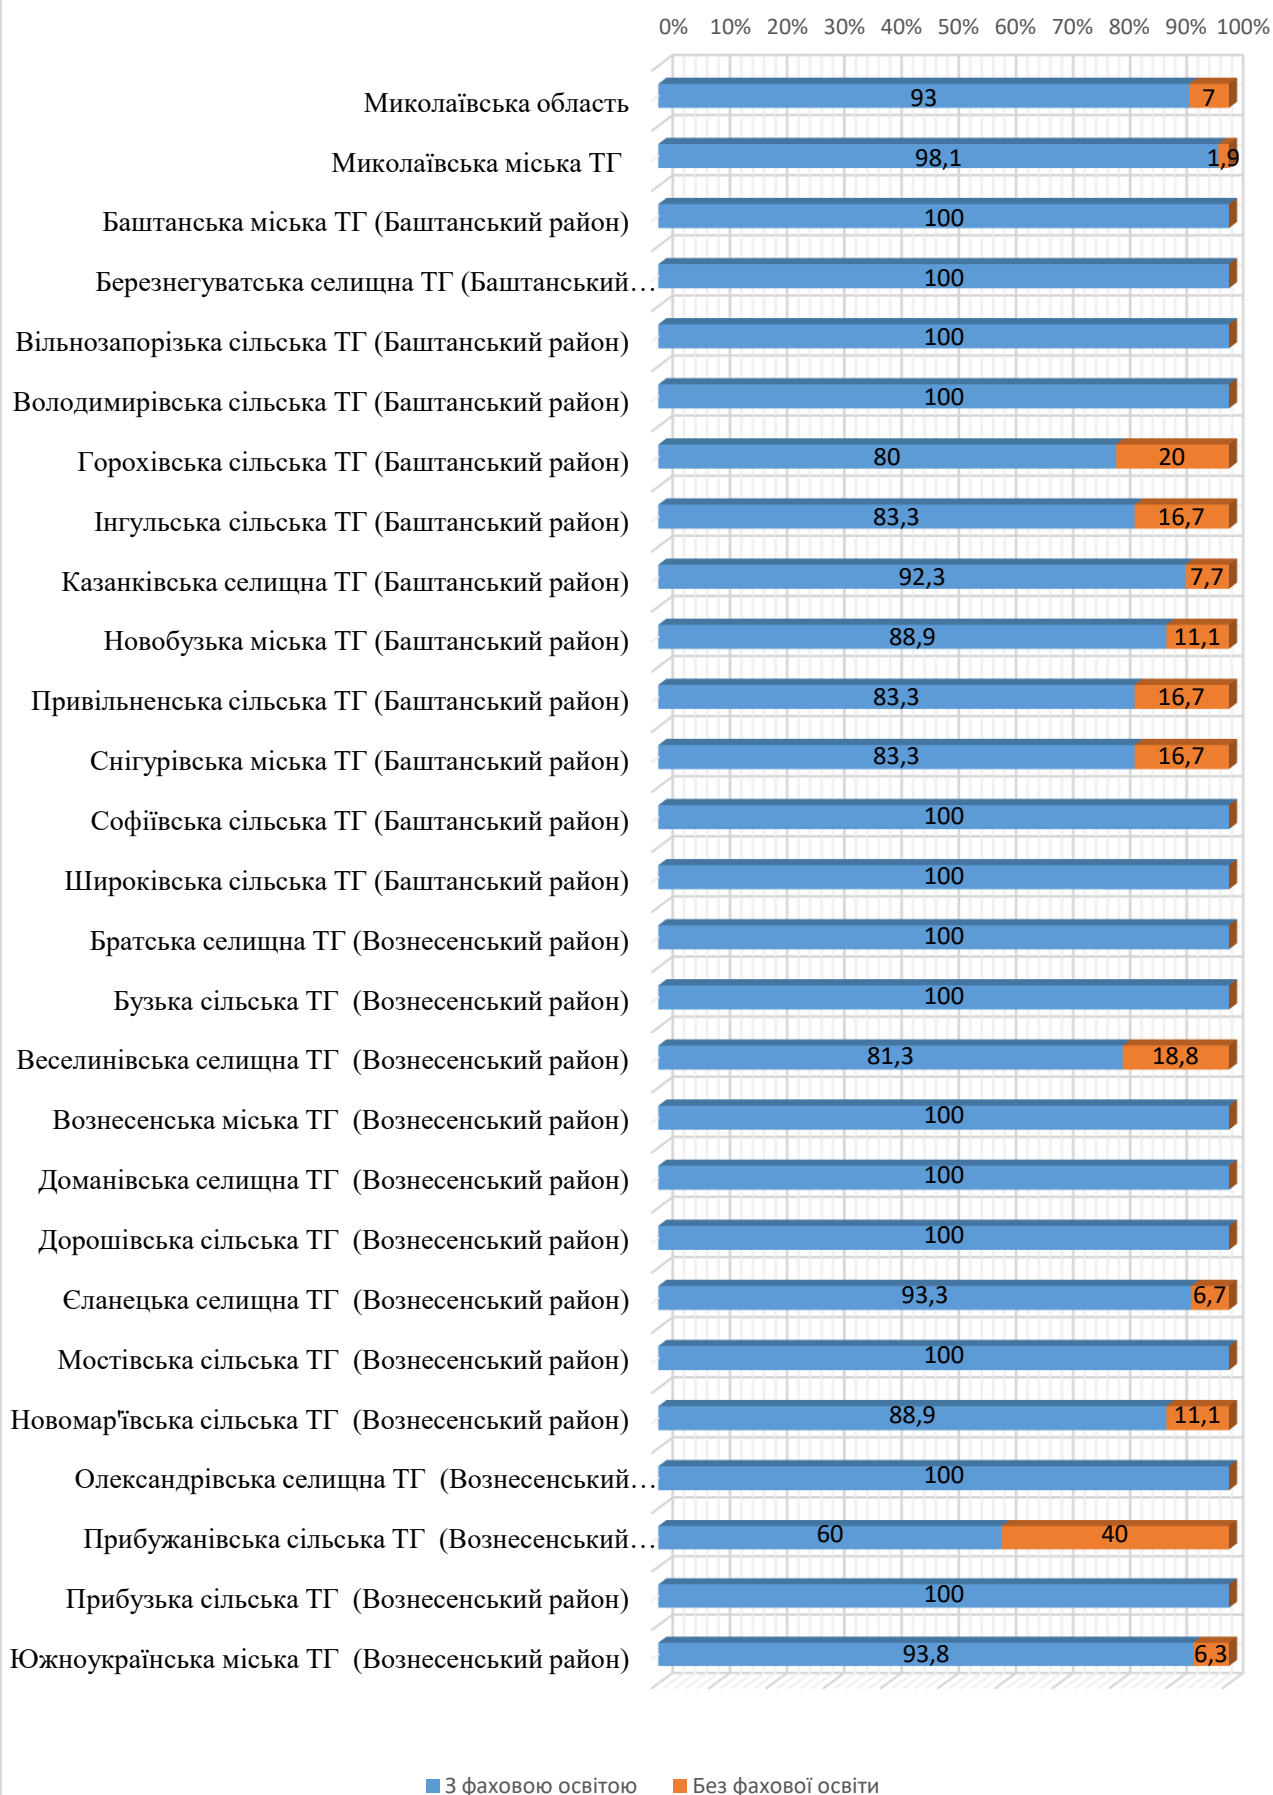 0% 10% 20% 30% 40% 50% 60% 70% 80% 90% 100%
Миколаївська область 93 7
Миколаївська міська ТГ 98,1 1,9
Баштанська міська ТГ (Баштанський район) 100
Березнегуватська селищна ТГ (Баштанський… 100
Вільнозапорізька сільська ТГ (Баштанський район) 100
Володимирівська сільська ТГ (Баштанський район) 100
Горохівська сільська ТГ (Баштанський район) 80 20
Інгульська сільська ТГ (Баштанський район) 83,3 16,7
Казанківська селищна ТГ (Баштанський район) 92,3 7,7
Новобузька міська ТГ (Баштанський район) 88,9 11,1
Привільненська сільська ТГ (Баштанський район) 83,3 16,7
Снігурівська міська ТГ (Баштанський район) 83,3 16,7
Софіївська сільська ТГ (Баштанський район) 100
Широківська сільська ТГ (Баштанський район) 100
Братська селищна ТГ (Вознесенський район) 100
Бузька сільська ТГ (Вознесенський район) 100
Веселинівська селищна ТГ (Вознесенський район) 81,3 18,8
Вознесенська міська ТГ (Вознесенський район) 100
Доманівська селищна ТГ (Вознесенський район) 100
Дорошівська сільська ТГ (Вознесенський район) 100
Єланецька селищна ТГ (Вознесенський район) 93,3 6,7
Мостівська сільська ТГ (Вознесенський район) 100
Новомар'ївська сільська ТГ (Вознесенський район) 88,9 11,1
Олександрівська селищна ТГ (Вознесенський… 100
Прибужанівська сільська ТГ (Вознесенський… 60 40
Прибузька сільська ТГ (Вознесенський район) 100
Южноукраїнська міська ТГ (Вознесенський район) 93,8 6,3
З фаховою освітою Без фахової освіти